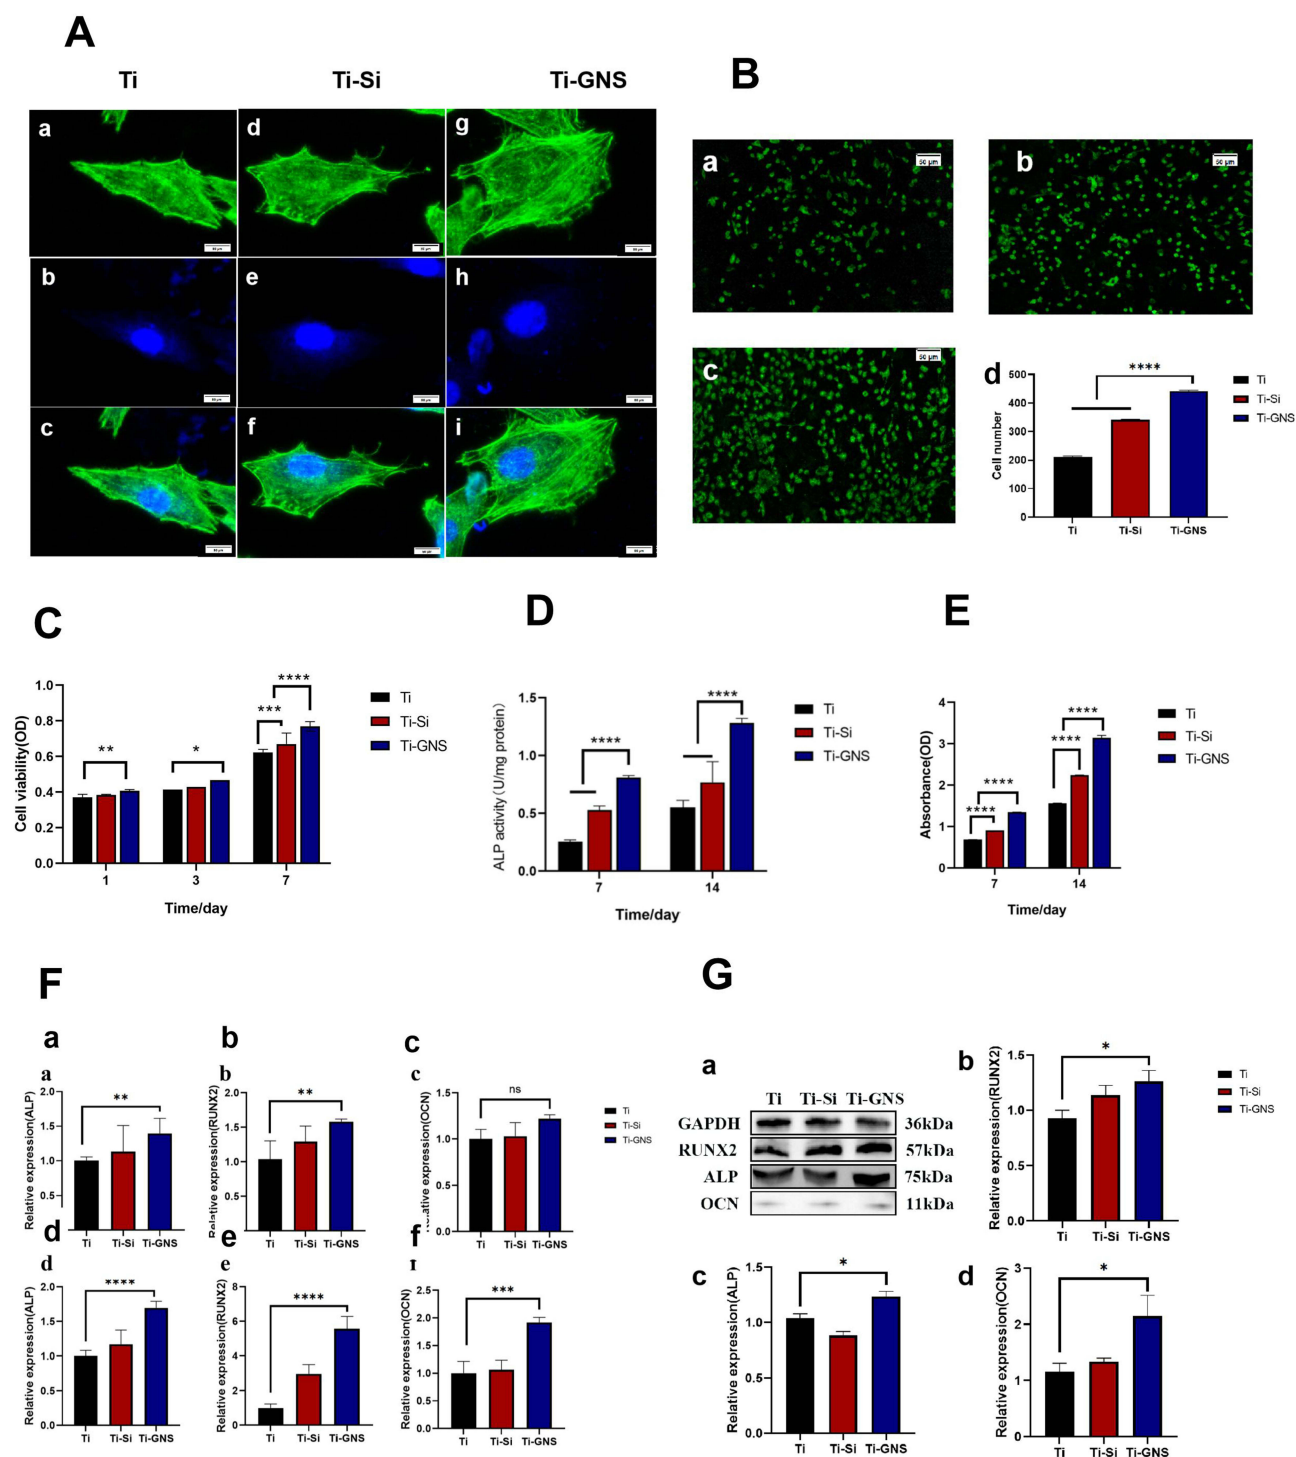 A
Ti
Ti-Si
Ti-GNS
a
d
g
b
e
h
c
f
i
B
a
50 μm
b
50 μm
c
50 μm
d
Cell number
500
400
300
200
100
0
****
Ti
Ti-Si
Ti-GNS
Ti
Ti-Si
Ti-GNS
C
Cell viability(OD)
1.0
0.8
0.6
0.4
0.2
0.0
**
*
***
****
1
3
7
Time/day
Ti
Ti-Si
Ti-GNS
D
ALP activity (U/mg protein)
1.5
1.0
0.5
0.0
****
****
7
14
Time/day
Ti
Ti-Si
Ti-GNS
E
Absorbance(OD)
4
3
2
1
0
****
****
****
****
7
14
Time/day
Ti
Ti-Si
Ti-GNS
F
a
a
Relative expression(ALP)
2.0
1.5
1.0
0.5
**
Ti
Ti-Si
Ti-GNS
b
b
Relative expression(RUNX2)
2.0
1.5
1.0
0.5
**
Ti
Ti-Si
Ti-GNS
c
c
Relative expression(OCN)
1.5
1.0
0.5
0.0
ns
Ti
Ti-Si
Ti-GNS
Ti
Ti-Si
Ti-GNS
d
d
Relative expression(ALP)
2.0
1.5
1.0
0.5
0.0
****
Ti
Ti-Si
Ti-GNS
e
e
Relative expression(RUNX2)
8
6
4
2
0
****
Ti
Ti-Si
Ti-GNS
f
Relative expression(OCN)
2.5
2.0
1.5
1.0
0.5
0.0
***
Ti
Ti-Si
Ti-GNS
G
a
Ti Ti-Si Ti-GNS
GAPDH 36kDa
RUNX2 57kDa
ALP 75kDa
OCN 11kDa
b
Relative expression(RUNX2)
1.5
1.0
0.5
0.0
*
Ti
Ti-Si
Ti-GNS
Ti
Ti-Si
Ti-GNS
c
Relative expression(ALP)
1.5
1.0
0.5
0.0
*
Ti
Ti-Si
Ti-GNS
d
Relative expression(OCN)
3
2
1
0
*
Ti
Ti-Si
Ti-GNS